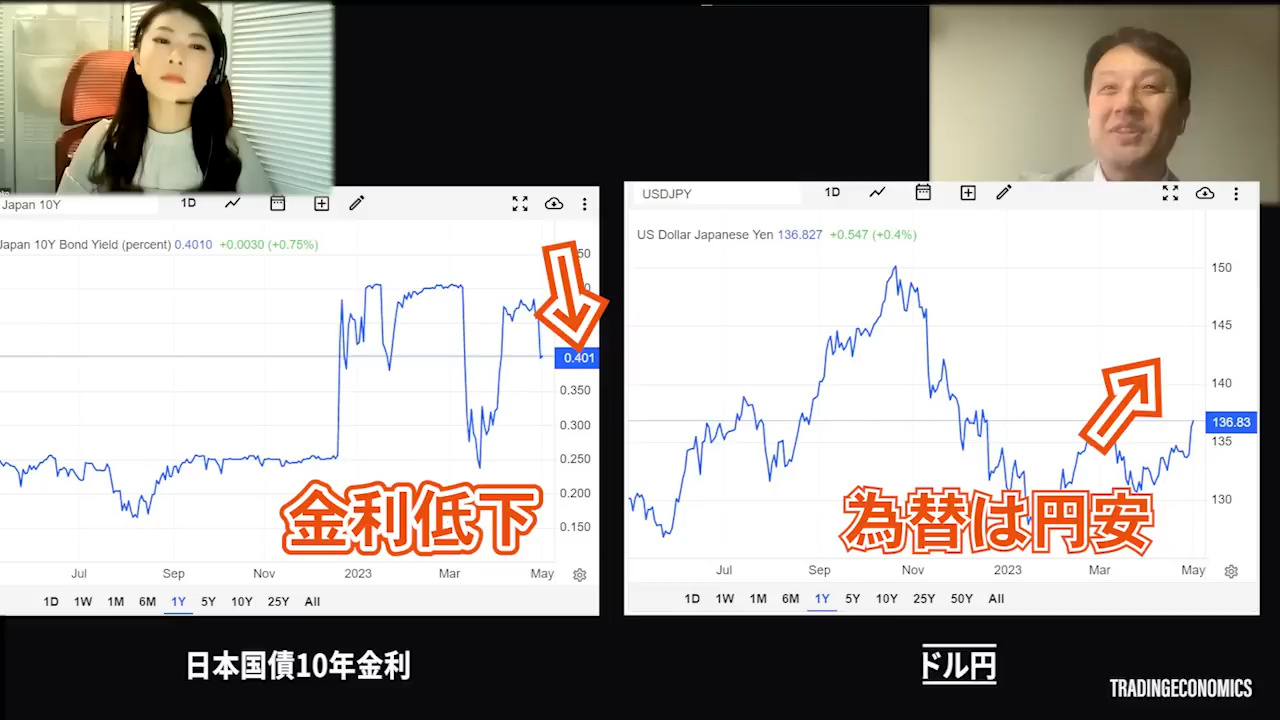 Japan 10Y
1D
Japan 10Y Bond Yield (percent) 0.4010 +0.0030 (+0.75%)
0.401
0.350
0.300
0.250
0.200
0.150
金利低下
Jul Sep Nov 2023 Mar May
1D 1W 1M 6M 1Y 5Y 10Y 25Y All
日本国債10年金利
USDJPY
1D
US Dollar Japanese Yen 136.827 +0.547 (+0.4%)
150
145
140
136.83
135
130
為替は円安
Jul Sep Nov 2023 Mar May
1D 1W 1M 6M 1Y 5Y 10Y 25Y 50Y All
ドル円
TRADINGECONOMICS